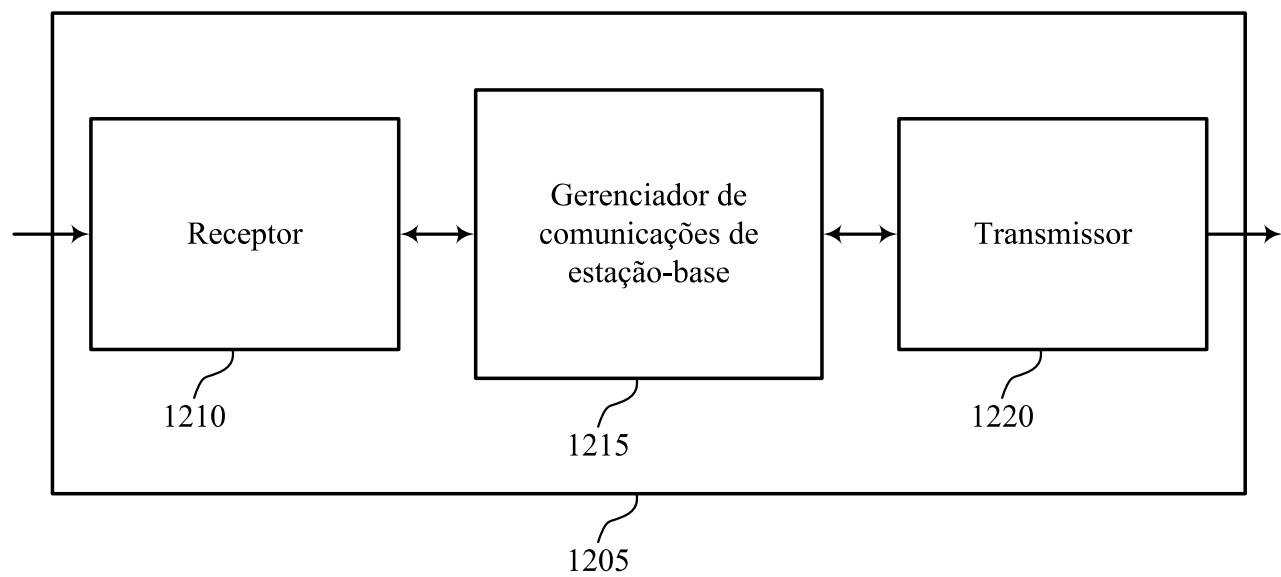 Receptor
Gerenciador de
comunicações de
estação-base
Transmissor
1210
1215
1220
1205